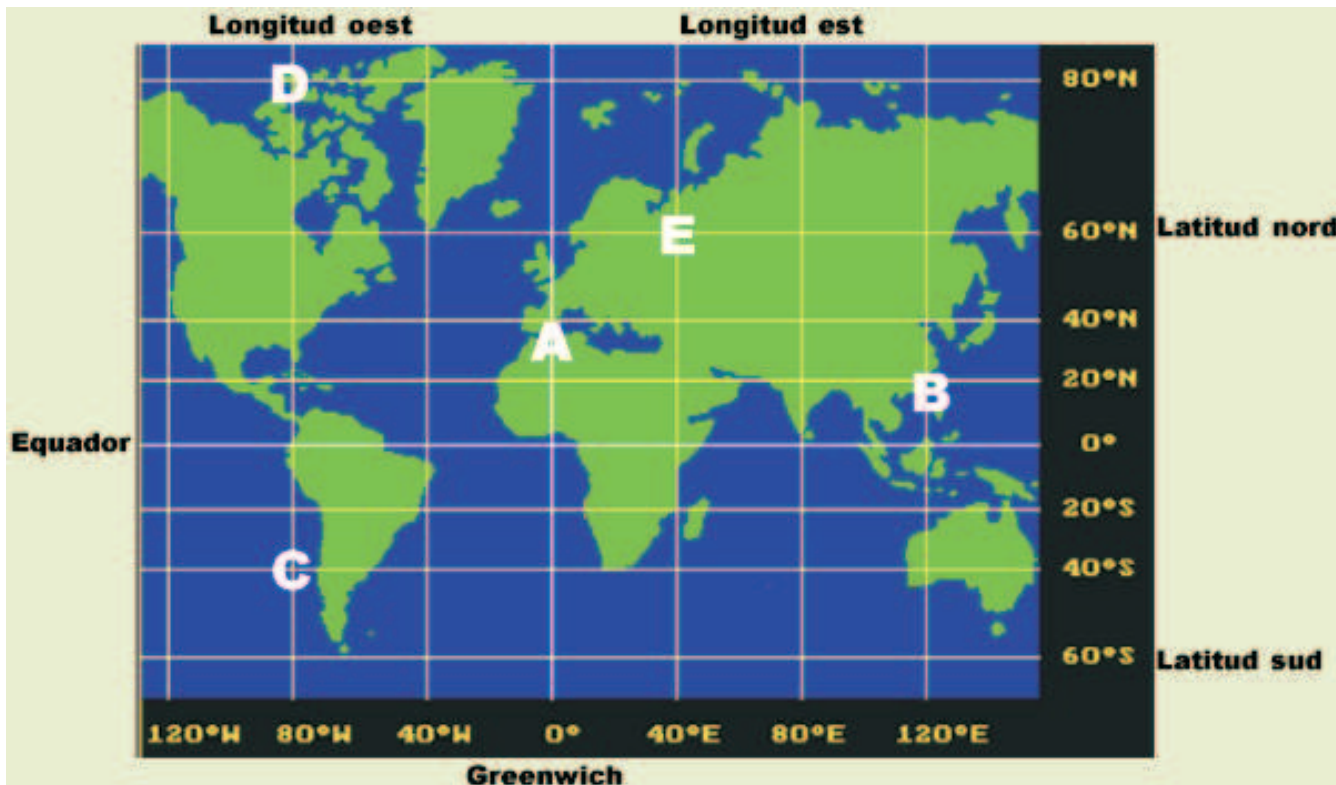 Longitud oest Longitud est
D 80°N
E 60°N Latitud nord
40°N
A
20°N
B
Equador 0°
20°S
C 40°S
60°S Latitud sud
120°W 80°W 40°W 0° 40°E 80°E 120°E
Greenwich